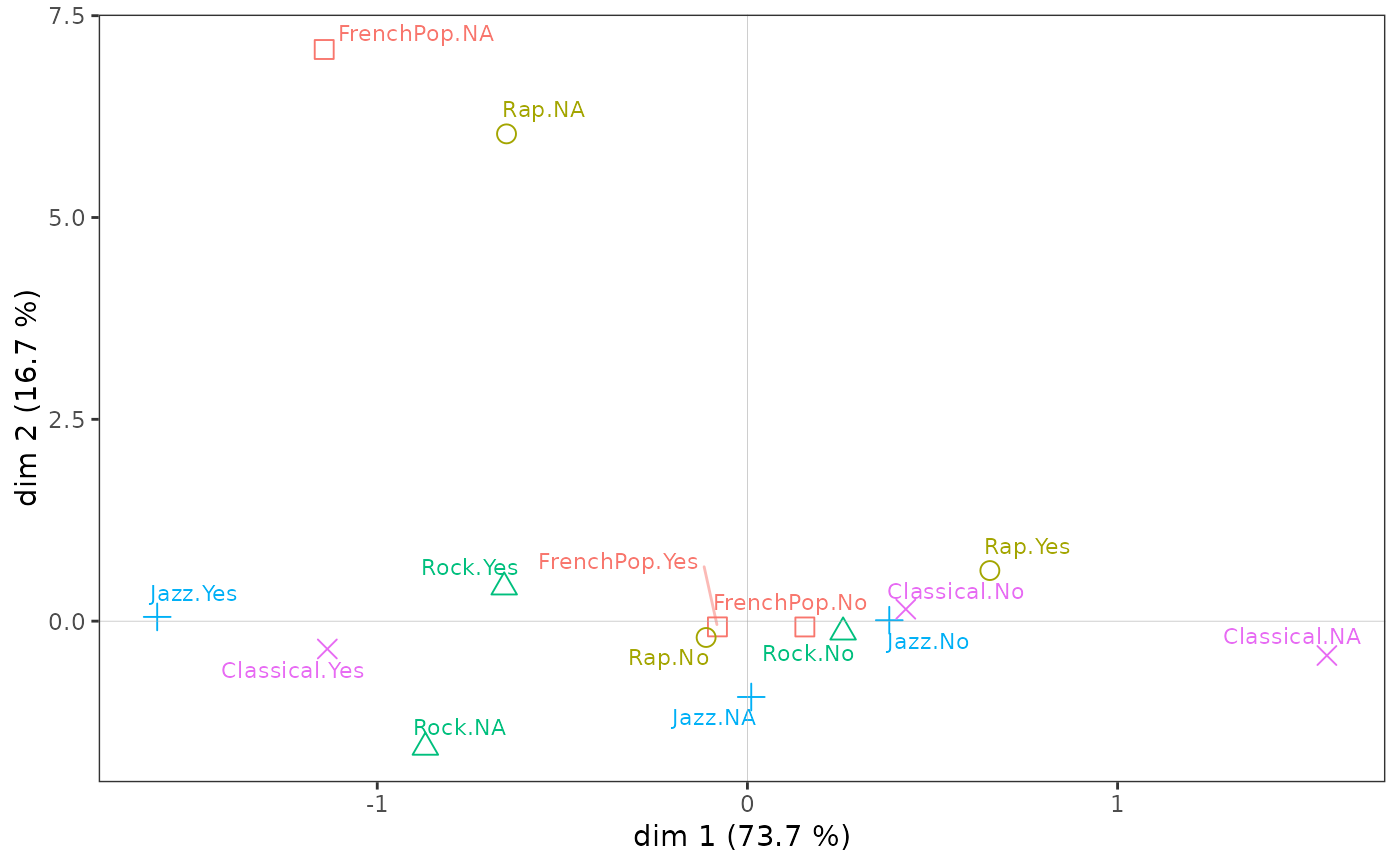 7.5
FrenchPop.NA
Rap.NA
5.0
2.5
Rap.Yes
FrenchPop.Yes
Rock.Yes
Jazz.Yes
Classical.No
FrenchPop.No
0.0
Classical.NA
Jazz.No
Rock.No
Rap.No
Classical.Yes
Jazz.NA
Rock.NA
-1
0
1
dim 1 (73.7 %)
dim 2 (16.7 %)